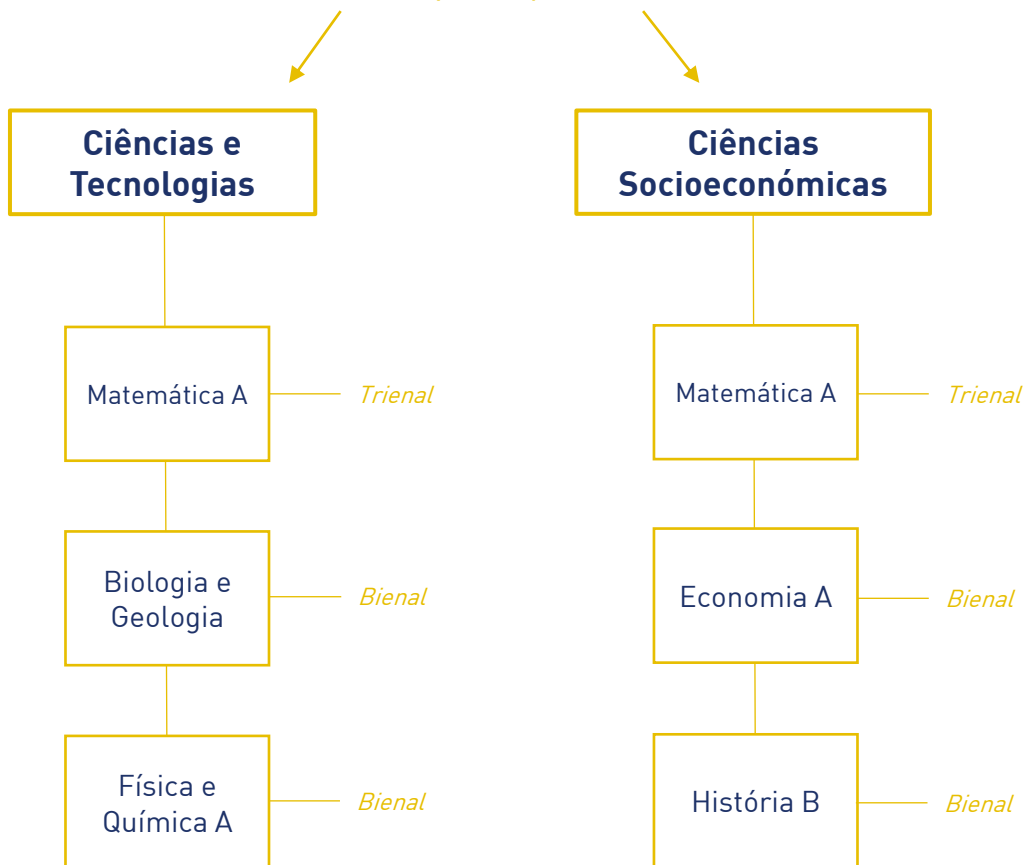 Ciências e
Tecnologias
Matemática A
Trienal
Biologia e
Geologia
Bienal
Física e
Química A
Bienal
Ciências
Socioeconómicas
Matemática A
Trienal
Economia A
Bienal
História B
Bienal